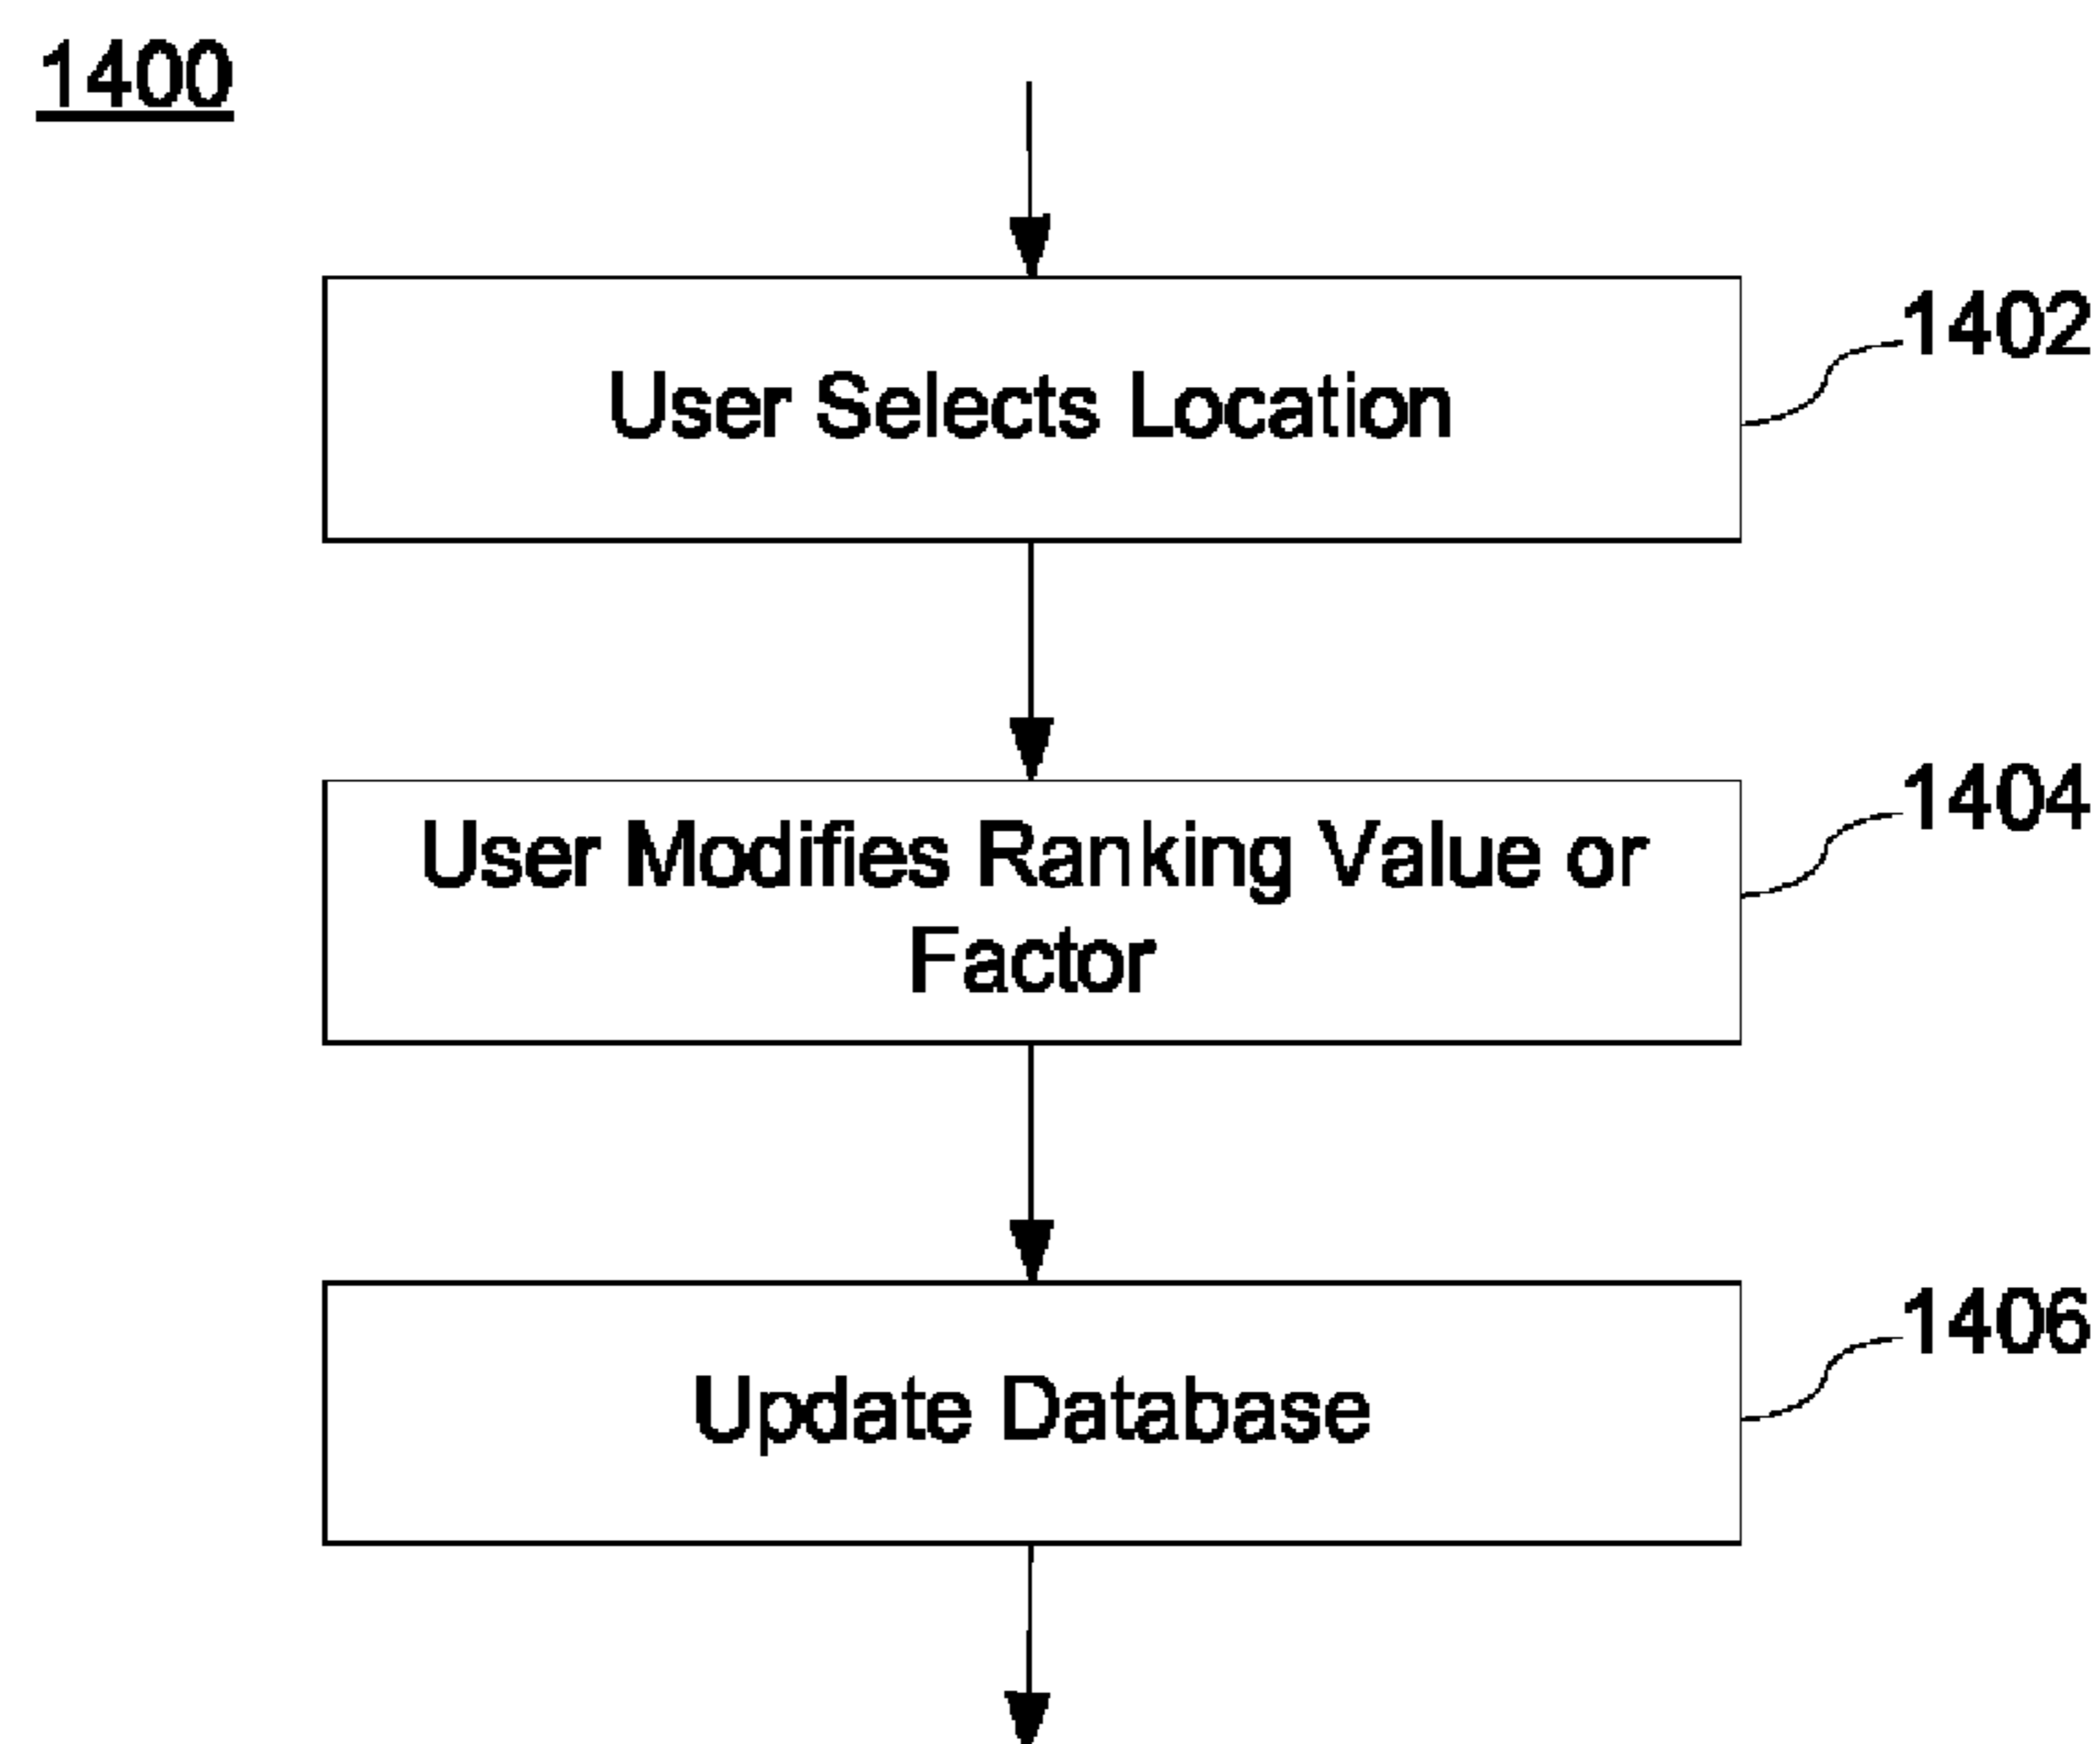 1400
User Selects Location
1402
User Modifies Ranking Value or
Factor
1404
Update Database
1406